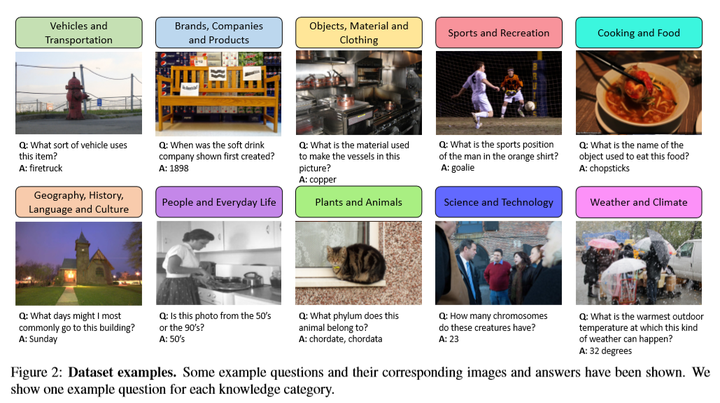 Vehicles and
Transportation
Brands, Companies
and Products
Objects, Material and
Clothing
Sports and Recreation
Cooking and Food
Q: What sort of vehicle uses
this item?
A: firetruck
Q: When was the soft drink
company shown first created?
A: 1898
Q: What is the material used
to make the vessels in this
picture?
A: copper
Q: What is the sports position
of the man in the orange shirt?
A: goalie
Q: What is the name of the
object used to eat this food?
A: chopsticks
Geography, History,
Language and Culture
People and Everyday Life
Plants and Animals
Science and Technology
Weather and Climate
Q: What days might I most
commonly go to this building?
A: Sunday
Q: Is this photo from the 50's
or the 90's?
A: 50's
Q: What phylum does this
animal belong to?
A: chordate, chordata
Q: How many chromosomes
do these creatures have?
A: 23
Q: What is the warmest outdoor
temperature at which this kind
of weather can happen?
A: 32 degrees
Figure 2: Dataset examples. Some example questions and their corresponding images and answers have been shown. We
show one example question for each knowledge category.